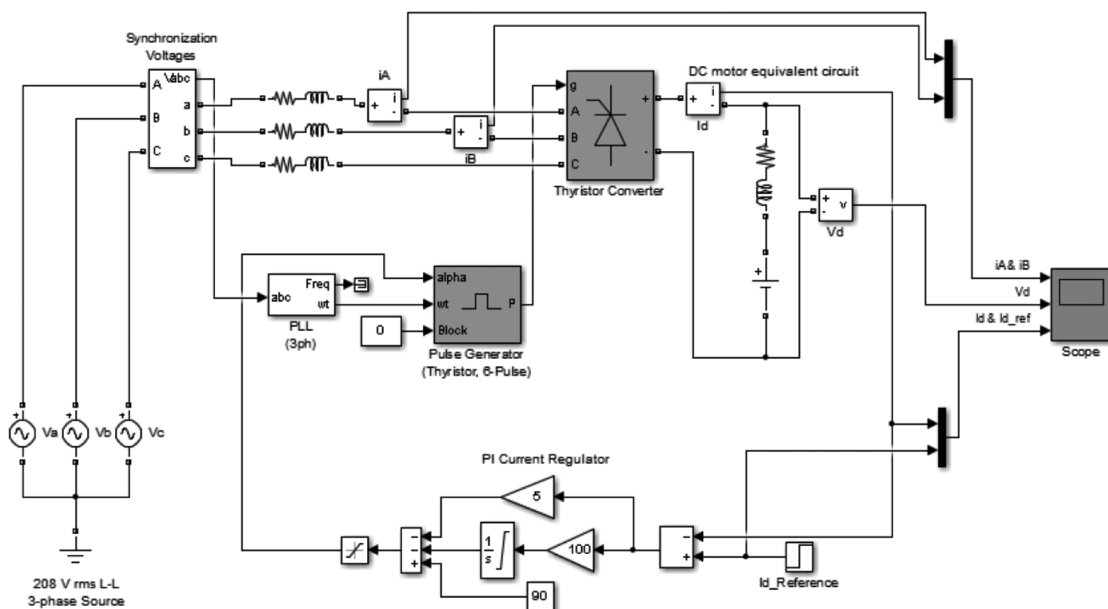 Synchronization
Voltages
Vabc
A
a
B
b
C
c
iA
+
i
-
iB
+
i
-
g
A
B
C
+
-
Thyristor Converter
DC motor equivalent circuit
+
i
-
Id
+
-
v
Vd
+
iA& iB
Vd
Id & Id_ref
Scope
abc
Freq
wt
PLL
(3ph)
0
alpha
wt
Block
P
Pulse Generator
(Thyristor, 6-Pulse)
+
Va
+
Vb
+
Vc
208 V rms L-L
3-phase Source
PI Current Regulator
5
100
1
s
-
-
+
90
-
+
Id_Reference